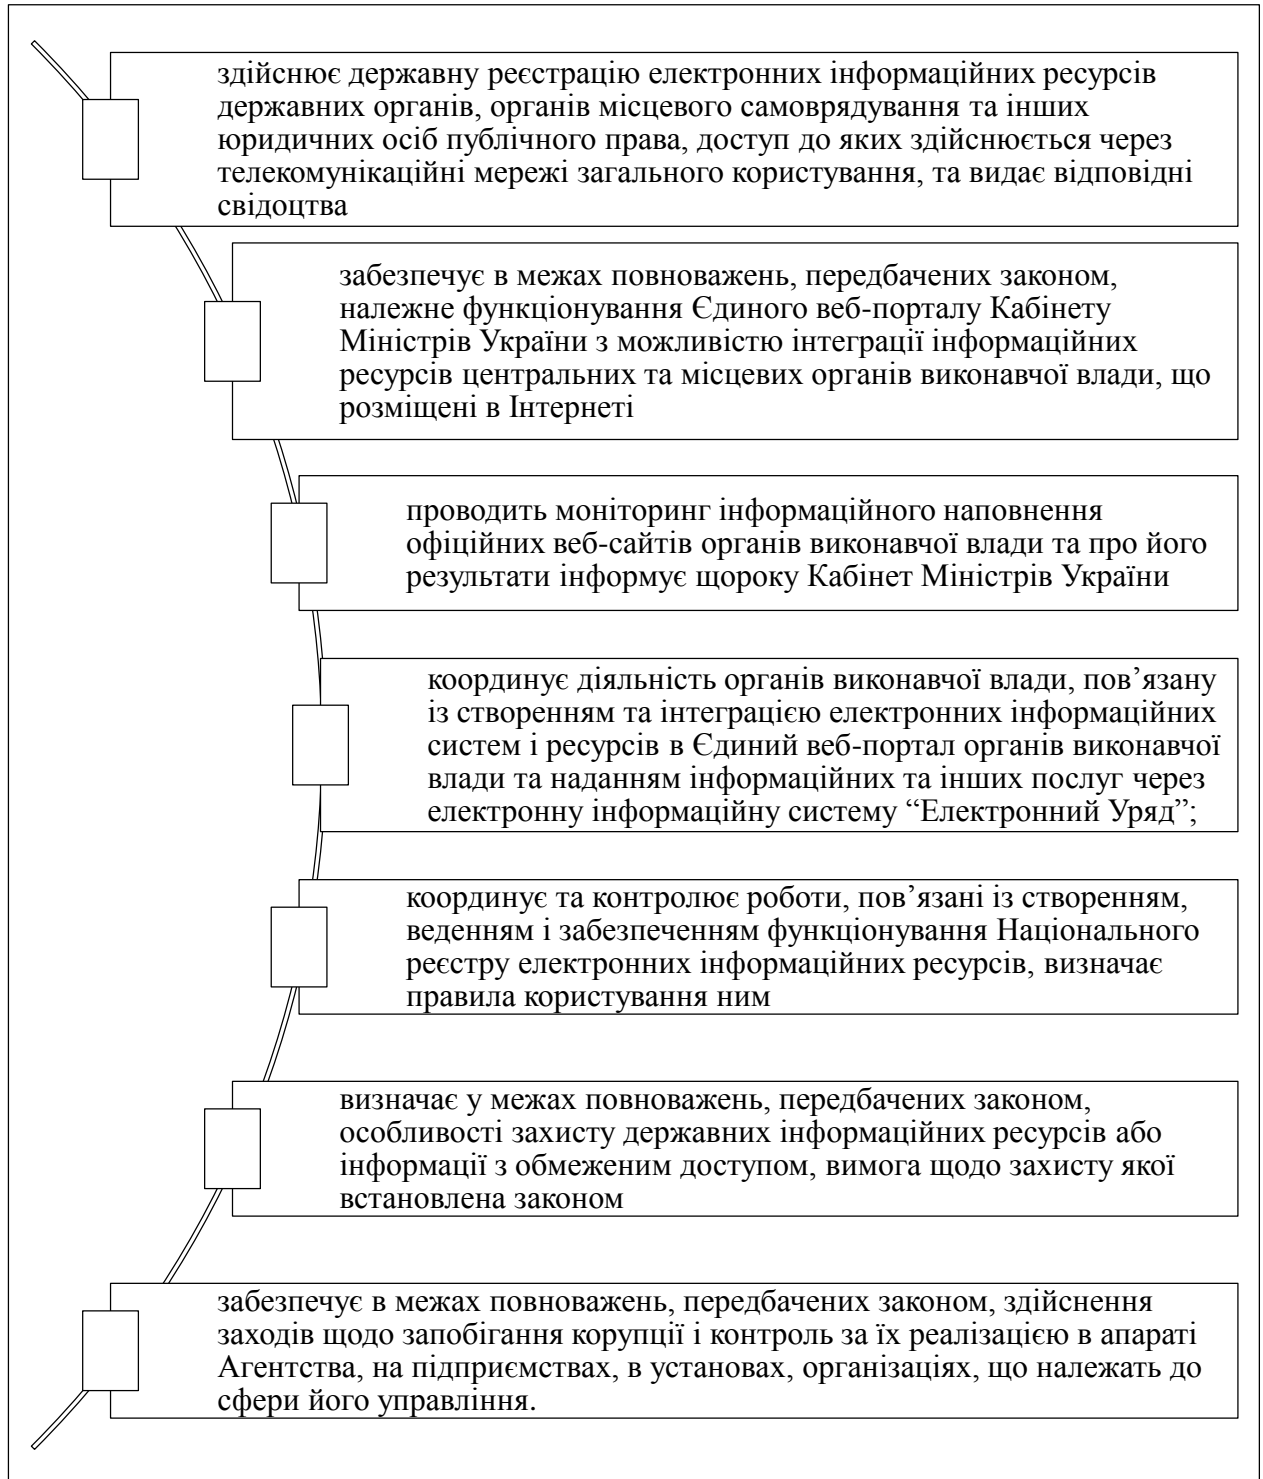 здійснює державну реєстрацію електронних інформаційних ресурсів
державних органів, органів місцевого самоврядування та інших
юридичних осіб публічного права, доступ до яких здійснюється через
телекомунікаційні мережі загального користування, та видає відповідні
свідоцтва
забезпечує в межах повноважень, передбачених законом,
належне функціонування Єдиного веб-порталу Кабінету
Міністрів України з можливістю інтеграції інформаційних
ресурсів центральних та місцевих органів виконавчої влади, що
розміщені в Інтернеті
проводить моніторинг інформаційного наповнення
офіційних веб-сайтів органів виконавчої влади та про його
результати інформує щороку Кабінет Міністрів України
координує діяльність органів виконавчої влади, пов’язану
із створенням та інтеграцією електронних інформаційних
систем і ресурсів в Єдиний веб-портал органів виконавчої
влади та наданням інформаційних та інших послуг через
електронну інформаційну систему “Електронний Уряд”;
координує та контролює роботи, пов’язані із створенням,
веденням і забезпеченням функціонування Національного
реєстру електронних інформаційних ресурсів, визначає
правила користування ним
визначає у межах повноважень, передбачених законом,
особливості захисту державних інформаційних ресурсів або
інформації з обмеженим доступом, вимога щодо захисту якої
встановлена законом
забезпечує в межах повноважень, передбачених законом, здійснення
заходів щодо запобігання корупції і контроль за їх реалізацією в апараті
Агентства, на підприємствах, в установах, організаціях, що належать до
сфери його управління.